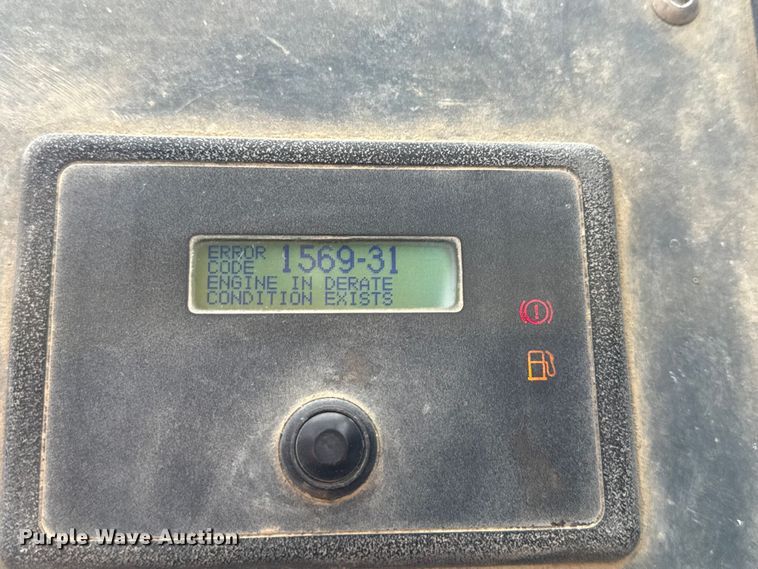 ERROR CODE 1569-31
ENGINE IN DERATE
CONDITION EXISTS
Purple Wave Auction